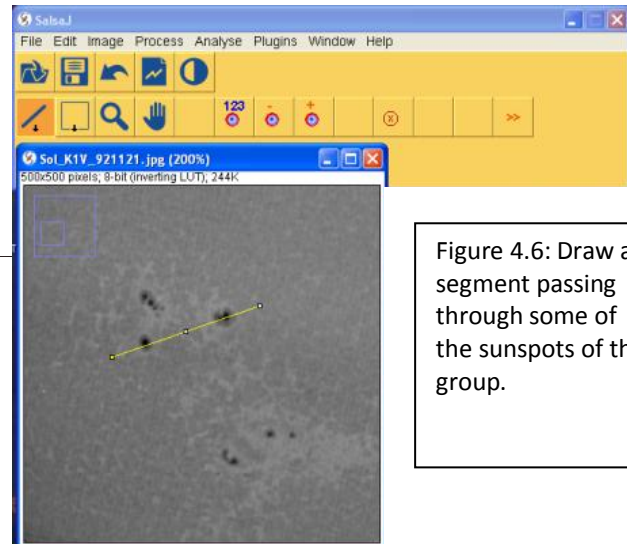 SalsaJ
File Edit Image Process Analyse Plugins Window Help
123
-
+
x
>>
Sol_K1V_921121.jpg (200%)
500x500 pixels; 8-bit (inverting LUT); 244K
Figure 4.6: Draw a
segment passing
through some of
the sunspots of th
group.